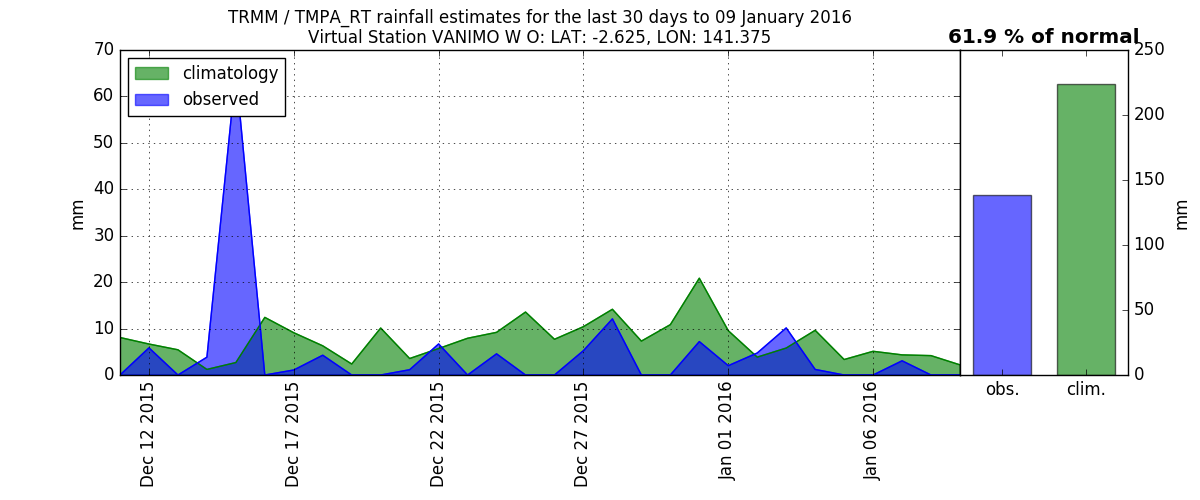 TRMM / TMPA_RT rainfall estimates for the last 30 days to 09 January 2016
Virtual Station VANIMO W O: LAT: -2.625, LON: 141.375
61.9 % of normal
climatology
observed
70
60
50
40
30
20
10
0
mm
Dec 12 2015
Dec 17 2015
Dec 22 2015
Dec 27 2015
Jan 01 2016
Jan 06 2016
250
200
150
100
50
0
mm
obs.
clim.